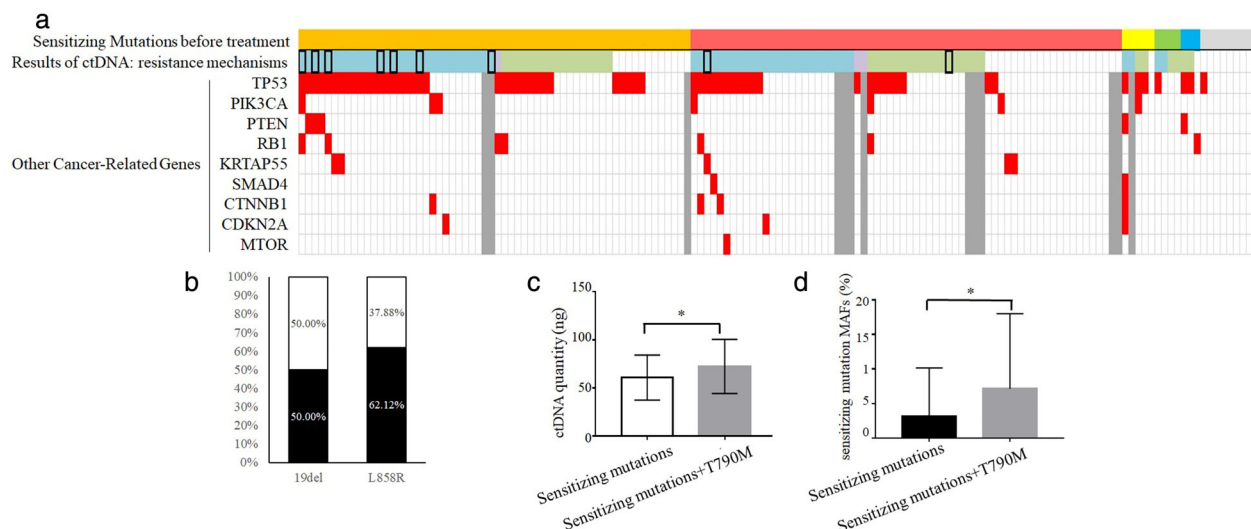 a
Sensitizing Mutations before treatment
Results of ctDNA: resistance mechanisms
TP53
PIK3CA
PTEN
RB1
Other Cancer-Related Genes
KRTAP55
SMAD4
CTNNB1
CDKN2A
MTOR
b
100%
90%
80%
70%
60%
50%
40%
30%
20%
10%
0%
50.00%
37.88%
50.00%
62.12%
19del
L858R
c
ctDNA quantity (ng)
150
100
50
0
*
Sensitizing mutations
Sensitizing mutations+T790M
d
sensitizing mutation MAFs (%)
20
15
1
5
0
*
Sensitizing mutations
Sensitizing mutations+T790M